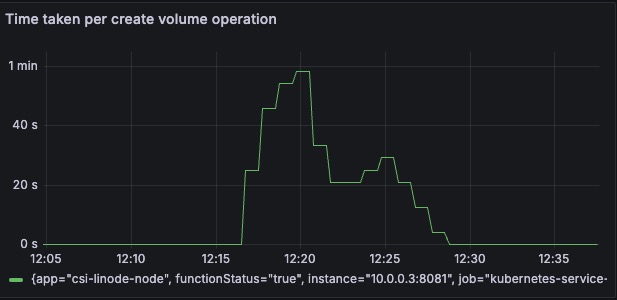 Time taken per create volume operation
1 min
40 s
20 s
0 s
12:05 12:10 12:15 12:20 12:25 12:30 12:35
{app="csi-linode-node", functionStatus="true", instance="10.0.0.3:8081", job="kubernetes-service-